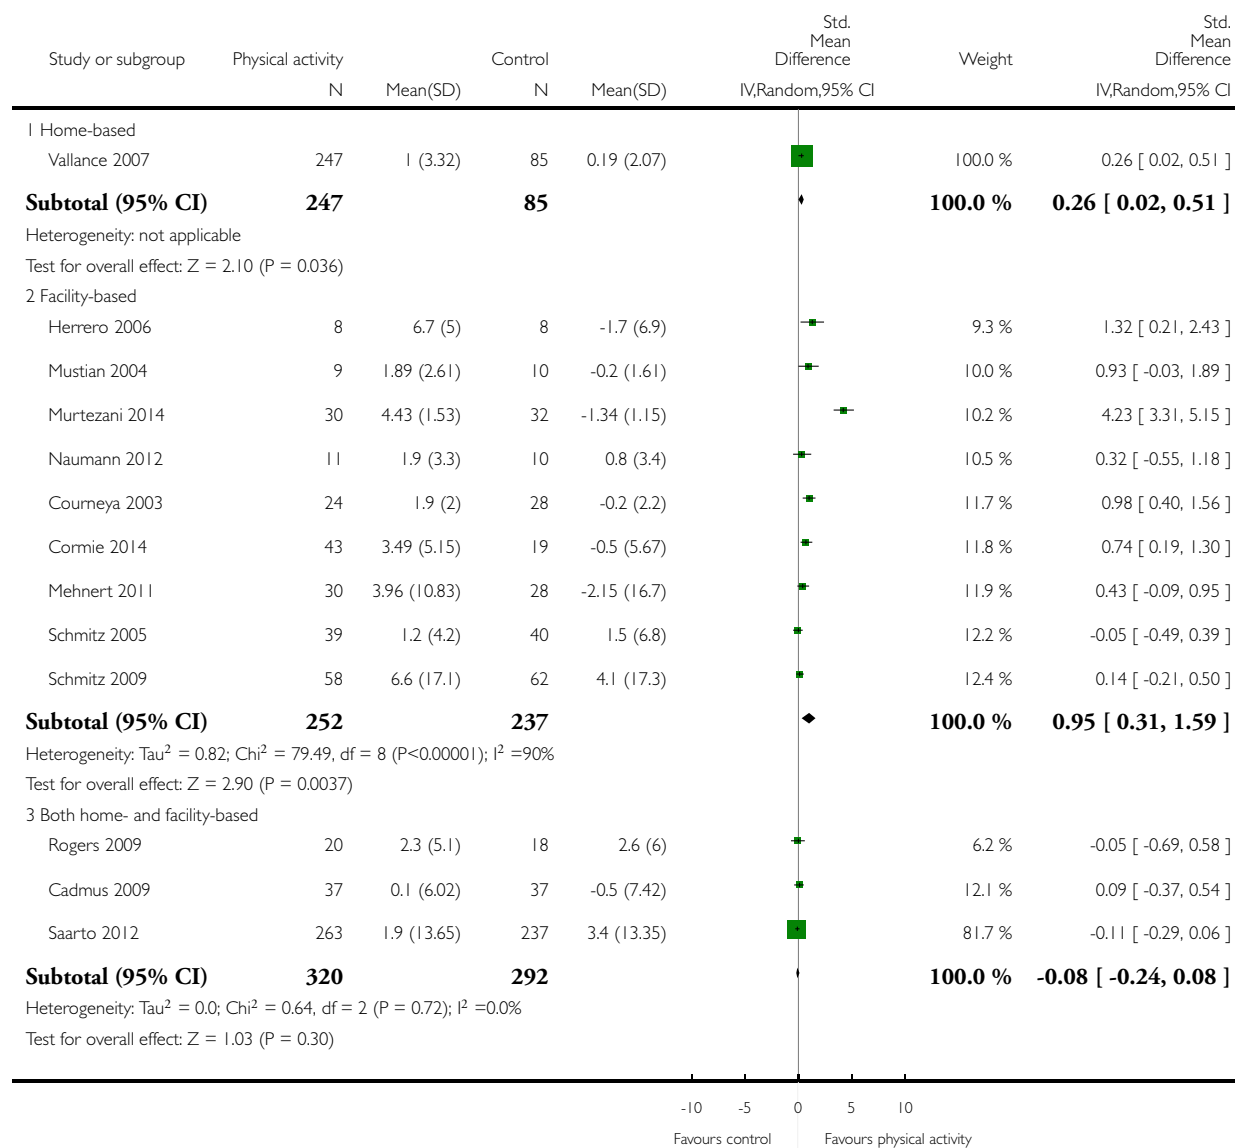 Study or subgroup Physical activity Control Std. Mean Difference Weight Std. Mean Difference
N Mean(SD) N Mean(SD) IV,Random,95% CI IV,Random,95% CI
1 Home-based
Vallance 2007 247 1 (3.32) 85 0.19 (2.07) 100.0 % 0.26 [ 0.02, 0.51 ]
Subtotal (95% CI) 247 85 100.0 % 0.26 [ 0.02, 0.51 ]
Heterogeneity: not applicable
Test for overall effect: Z = 2.10 (P = 0.036)
2 Facility-based
Herrero 2006 8 6.7 (5) 8 -1.7 (6.9) 9.3 % 1.32 [ 0.21, 2.43 ]
Mustian 2004 9 1.89 (2.61) 10 -0.2 (1.61) 10.0 % 0.93 [ -0.03, 1.89 ]
Murtezani 2014 30 4.43 (1.53) 32 -1.34 (1.15) 10.2 % 4.23 [ 3.31, 5.15 ]
Naumann 2012 11 1.9 (3.3) 10 0.8 (3.4) 10.5 % 0.32 [ -0.55, 1.18 ]
Courneya 2003 24 1.9 (2) 28 -0.2 (2.2) 11.7 % 0.98 [ 0.40, 1.56 ]
Cormie 2014 43 3.49 (5.15) 19 -0.5 (5.67) 11.8 % 0.74 [ 0.19, 1.30 ]
Mehnert 2011 30 3.96 (10.83) 28 -2.15 (16.7) 11.9 % 0.43 [ -0.09, 0.95 ]
Schmitz 2005 39 1.2 (4.2) 40 1.5 (6.8) 12.2 % -0.05 [ -0.49, 0.39 ]
Schmitz 2009 58 6.6 (17.1) 62 4.1 (17.3) 12.4 % 0.14 [ -0.21, 0.50 ]
Subtotal (95% CI) 252 237 100.0 % 0.95 [ 0.31, 1.59 ]
Heterogeneity: Tau² = 0.82; Chi² = 79.49, df = 8 (P<0.00001); I² =90%
Test for overall effect: Z = 2.90 (P = 0.0037)
3 Both home- and facility-based
Rogers 2009 20 2.3 (5.1) 18 2.6 (6) 6.2 % -0.05 [ -0.69, 0.58 ]
Cadmus 2009 37 0.1 (6.02) 37 -0.5 (7.42) 12.1 % 0.09 [ -0.37, 0.54 ]
Saarto 2012 263 1.9 (13.65) 237 3.4 (13.35) 81.7 % -0.11 [ -0.29, 0.06 ]
Subtotal (95% CI) 320 292 100.0 % -0.08 [ -0.24, 0.08 ]
Heterogeneity: Tau² = 0.0; Chi² = 0.64, df = 2 (P = 0.72); I² =0.0%
Test for overall effect: Z = 1.03 (P = 0.30)
-10 -5 0 5 10
Favours control Favours physical activity